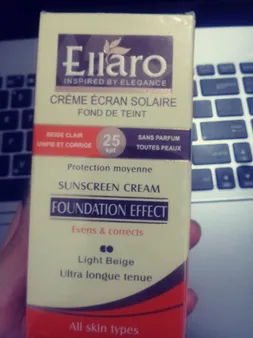 Ellaro
INSPIRED BY ELEGANCE
CRÈME ÉCRAN SOLAIRE
FOND DE TEINT
BEIGE CLAIR
UNIFIE ET CORRIGE
25
SANS PARFUM
TOUTES PEAUX
Protection moyenne
SUNSCREEN CREAM
FOUNDATION EFFECT
Evens & corrects
Light Beige
Ultra longue tenue
All skin types